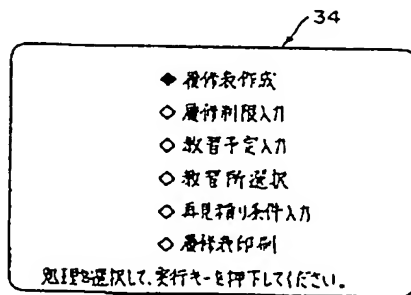 34
◆ 履修表作成
◇ 履修制限入力
◇ 教習予定入力
◇ 教習所選択
◇ 再見積り条件入力
◇ 履修表印刷
処理を選択して、実行キーを押下してください。